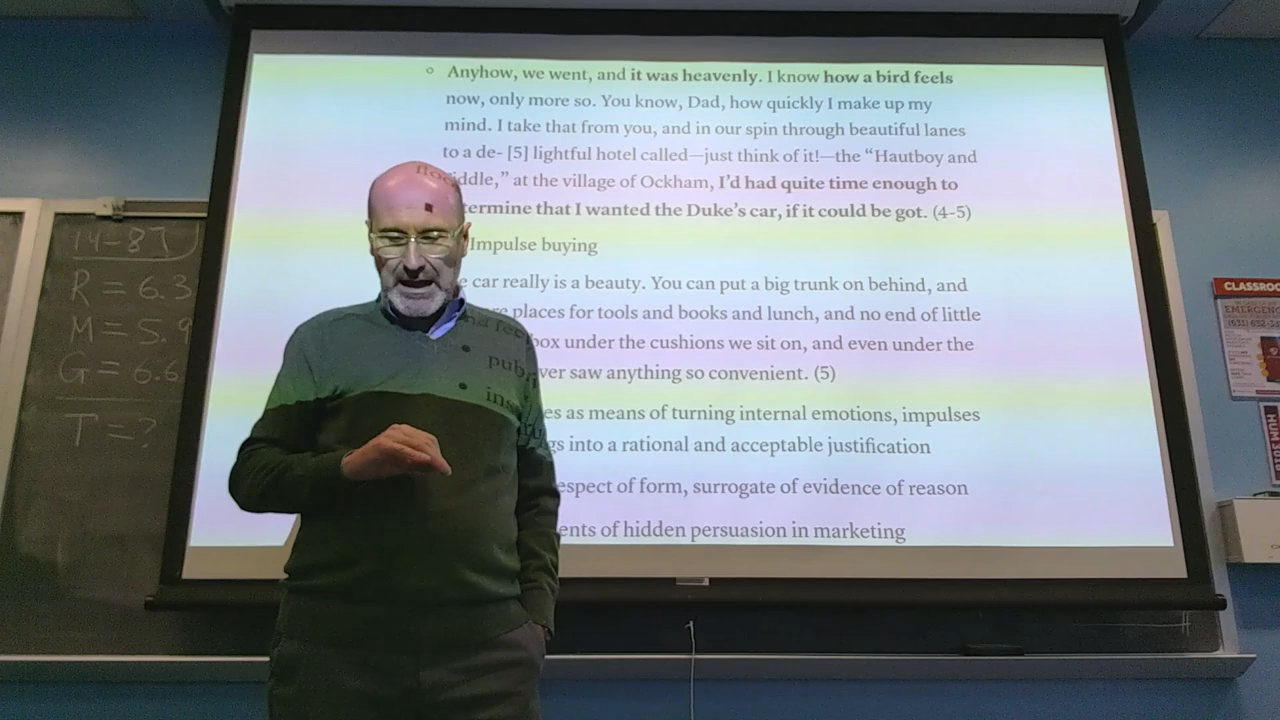 Anyhow, we went, and it was heavenly. I know how a bird feels
now, only more so. You know, Dad, how quickly I make up my
mind. I take that from you, and in our spin through beautiful lanes
to a de- [5] lightful hotel called—just think of it!—the “Hautboy and
iddle,” at the village of Ockham, I’d had quite time enough to
termine that I wanted the Duke’s car, if it could be got. (4-5)
Impulse buying
e car really is a beauty. You can put a big trunk on behind, and
places for tools and books and lunch, and no end of little
box under the cushions we sit on, and even under the
ver saw anything so convenient. (5)
es as means of turning internal emotions, impulses
gs into a rational and acceptable justification
espect of form, surrogate of evidence of reason
ents of hidden persuasion in marketing
14-8J
R = 6.3
M = 5.9
G = 6.6
T = ?
pub
ins
CLASSROO
EMERGENC
(631) 632-